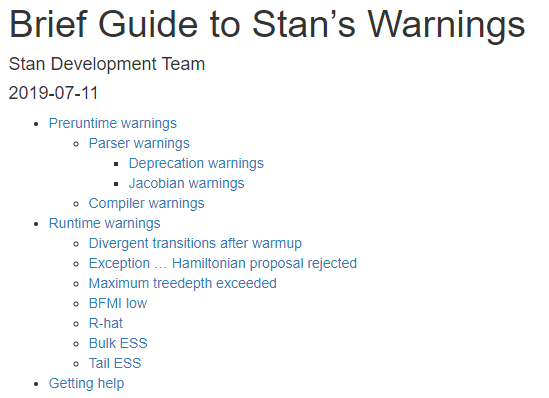 Brief Guide to Stan’s Warnings
Stan Development Team
2019-07-11
Preruntime warnings
Parser warnings
Deprecation warnings
Jacobian warnings
Compiler warnings
Runtime warnings
Divergent transitions after warmup
Exception … Hamiltonian proposal rejected
Maximum treedepth exceeded
BFMI low
R-hat
Bulk ESS
Tail ESS
Getting help